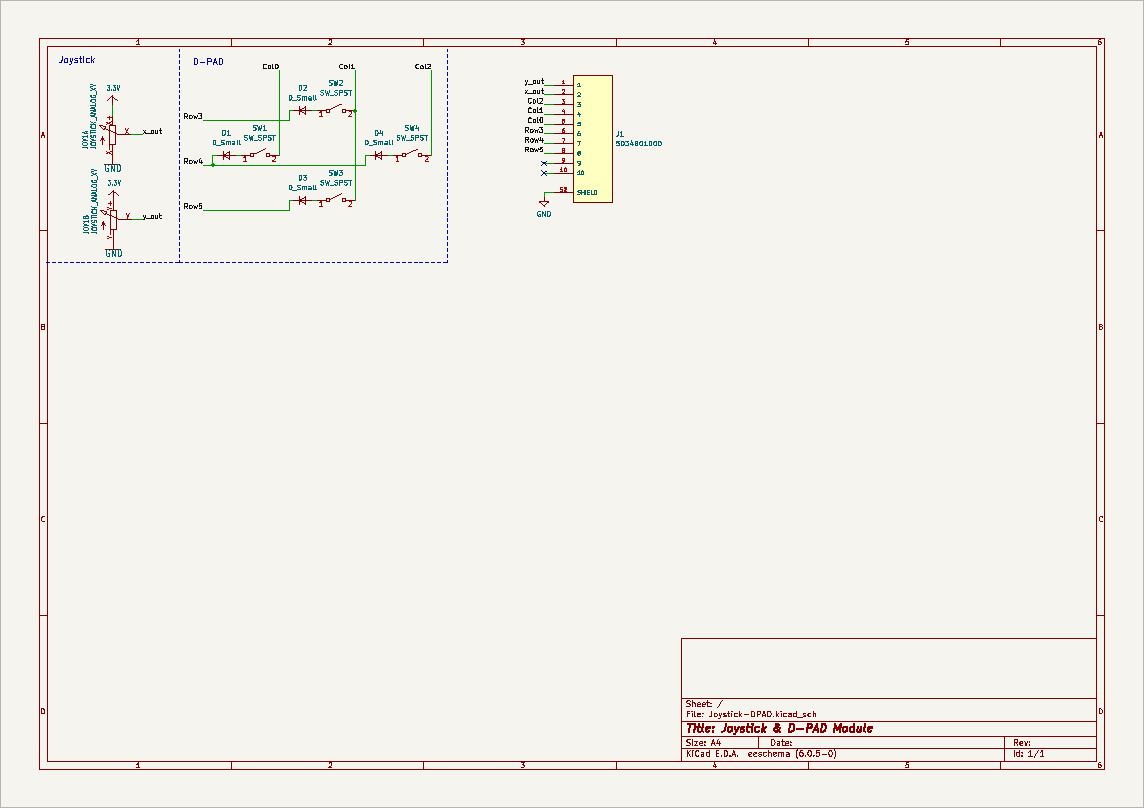 1 2 3 4 5 6
Joystick
D-PAD
Col0 Col1 Col2
3.3V
JOY1A
JOYSTICK_ANALOG_XY
X x_out
GND
3.3V
JOY1B
JOYSTICK_ANALOG_XY
Y y_out
GND
Row3
D2
D_Small
SW2
SW_SPST
1 2
Row4
D1
D_Small
SW1
SW_SPST
1 2
D4
D_Small
SW4
SW_SPST
1 2
Row5
D3
D_Small
SW3
SW_SPST
1 2
y_out 1 1
x_out 2 2
Col2 3 3
Col1 4 4
Col0 5 5
Row3 6 6
Row4 7 7
Row5 8 8
9 9
10 10
S2 SHIELD
GND
J1
5034801000
A A
B B
C C
D D
Sheet: /
File: Joystick-DPAD.kicad_sch
Title: Joystick & D-PAD Module
Size: A4 Date: Rev:
KiCad E.D.A. eeschema (6.0.5-0) Id: 1/1
1 2 3 4 5 6